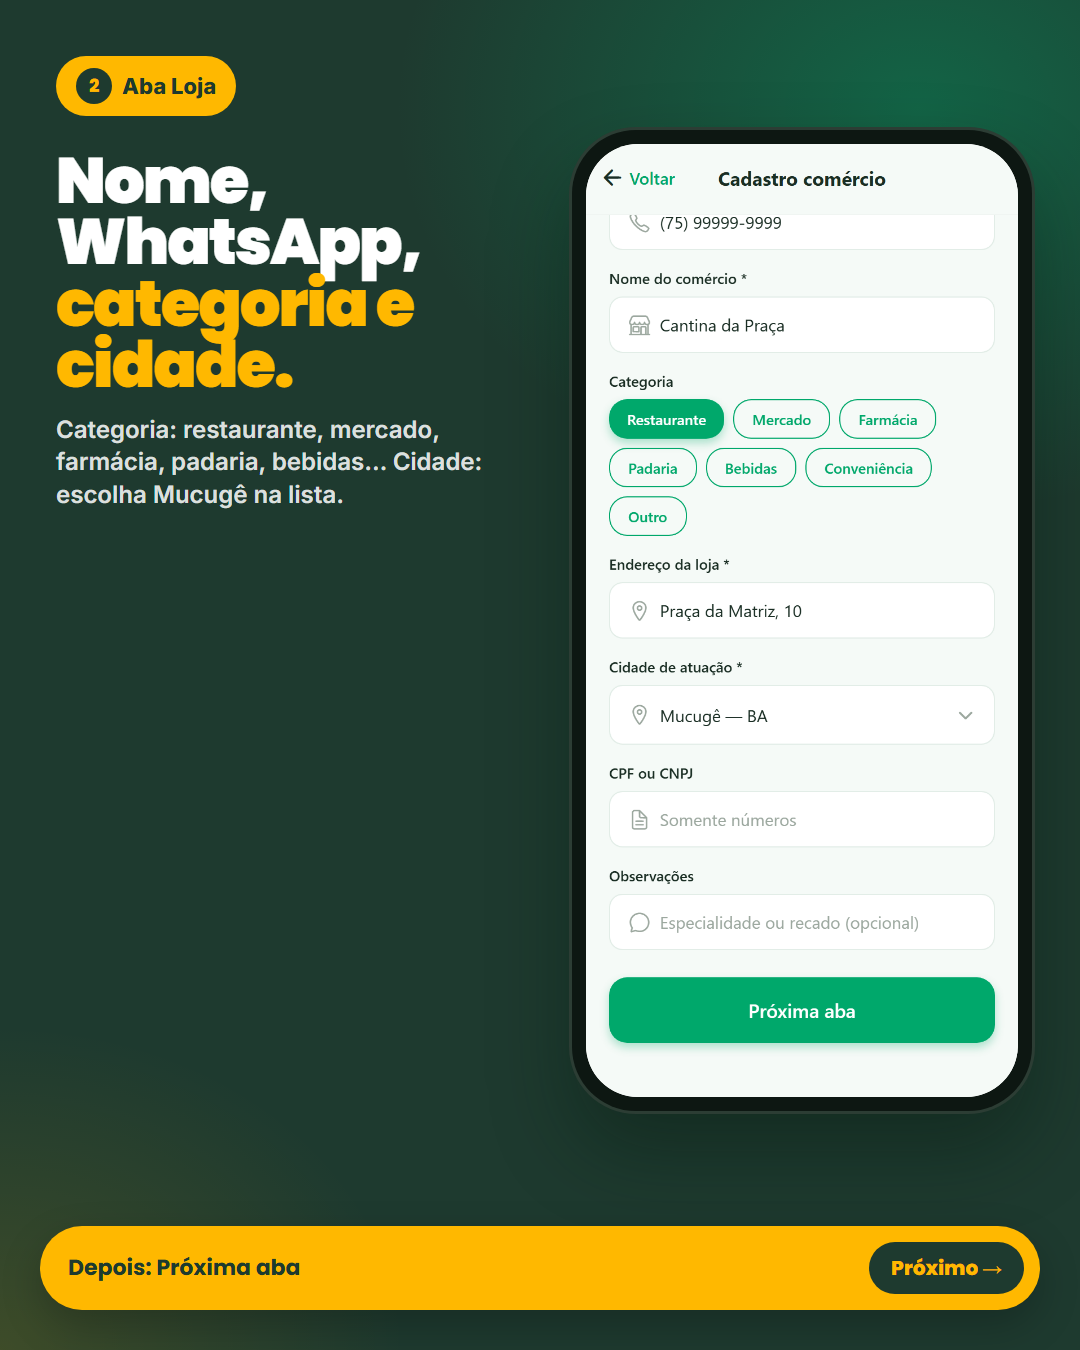 2 Aba Loja
Nome,
WhatsApp,
categoria e
cidade.
Categoria: restaurante, mercado,
farmácia, padaria, bebidas... Cidade:
escolha Mucugê na lista.
← Voltar
Cadastro comércio
(75) 99999-9999
Nome do comércio *
Cantina da Praça
Categoria
Restaurante Mercado Farmácia
Padaria Bebidas Conveniência
Outro
Endereço da loja *
Praça da Matriz, 10
Cidade de atuação *
Mucugê — BA
CPF ou CNPJ
Somente números
Observações
Especialidade ou recado (opcional)
Próxima aba
Depois: Próxima aba
Próximo →